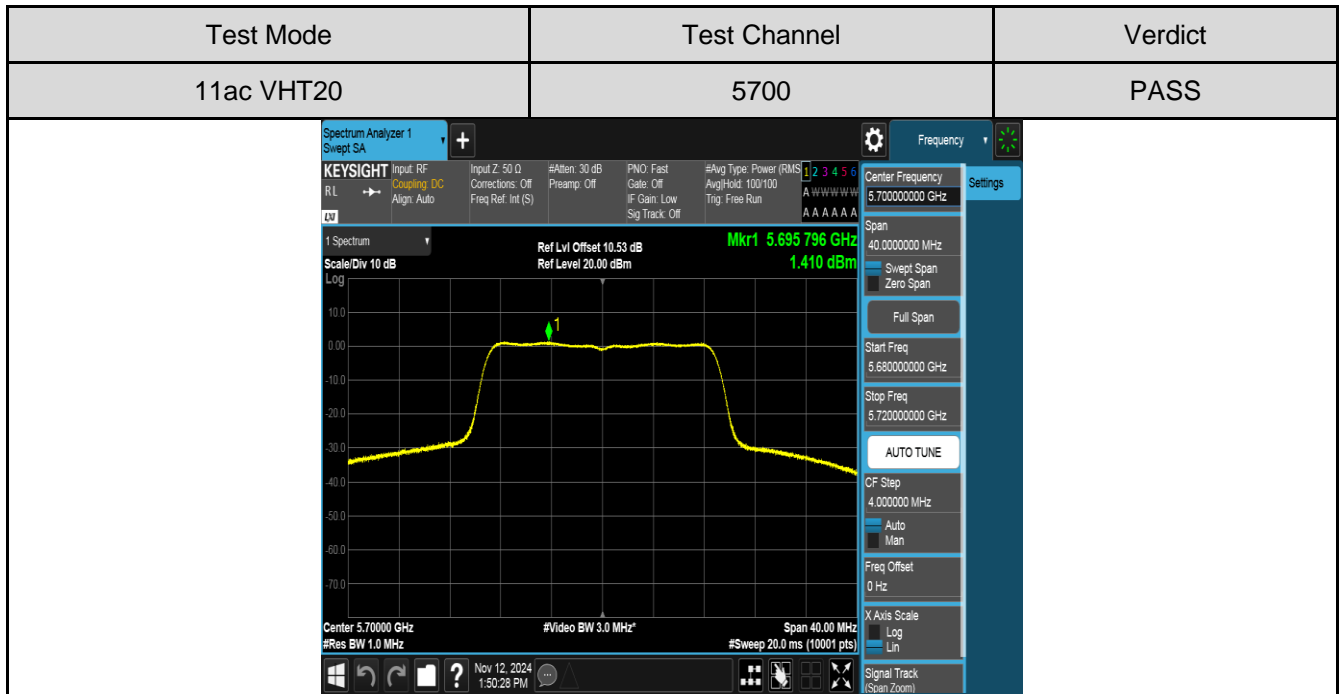 Test Mode Test Channel Verdict
11ac VHT20 5700 PASS
Spectrum Analyzer 1
Swept SA
Frequency
Settings
KEYSIGHT
RL
LXI
Input: RF
Coupling: DC
Align: Auto
Input Z: 50 Ω
Corrections: Off
Freq Ref: Int (S)
#Atten: 30 dB
Preamp: Off
PNO: Fast
Gate: Off
IF Gain: Low
Sig Track: Off
#Avg Type: Power (RMS
Avg|Hold: 100/100
Trig: Free Run
1 2 3 4 5 6
A W W W W W
A A A A A A
1 Spectrum
Scale/Div 10 dB
Ref Lvl Offset 10.53 dB
Ref Level 20.00 dBm
Mkr1 5.695 796 GHz
1.410 dBm
Log
10.0
0.00
-10.0
-20.0
-30.0
-40.0
-50.0
-60.0
-70.0
1
Center 5.70000 GHz
#Res BW 1.0 MHz
#Video BW 3.0 MHz*
Span 40.00 MHz
#Sweep 20.0 ms (10001 pts)
Nov 12, 2024
1:50:28 PM
Center Frequency
5.700000000 GHz
Span
40.0000000 MHz
Swept Span
Zero Span
Full Span
Start Freq
5.680000000 GHz
Stop Freq
5.720000000 GHz
AUTO TUNE
CF Step
4.000000 MHz
Auto
Man
Freq Offset
0 Hz
X Axis Scale
Log
Lin
Signal Track
(Span Zoom)